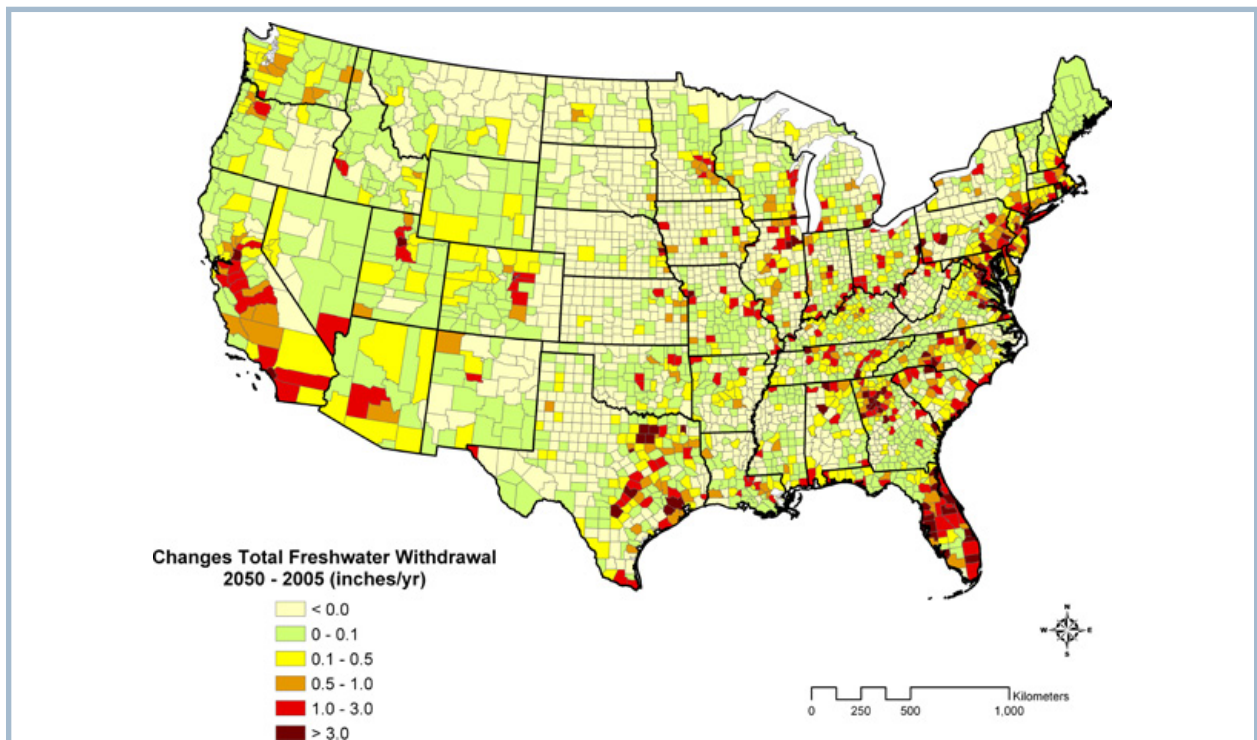 Changes Total Freshwater Withdrawal
2050 - 2005 (inches/yr)
< 0.0
0 - 0.1
0.1 - 0.5
0.5 - 1.0
1.0 - 3.0
> 3.0
N
W E
S
Kilometers
0 250 500 1,000